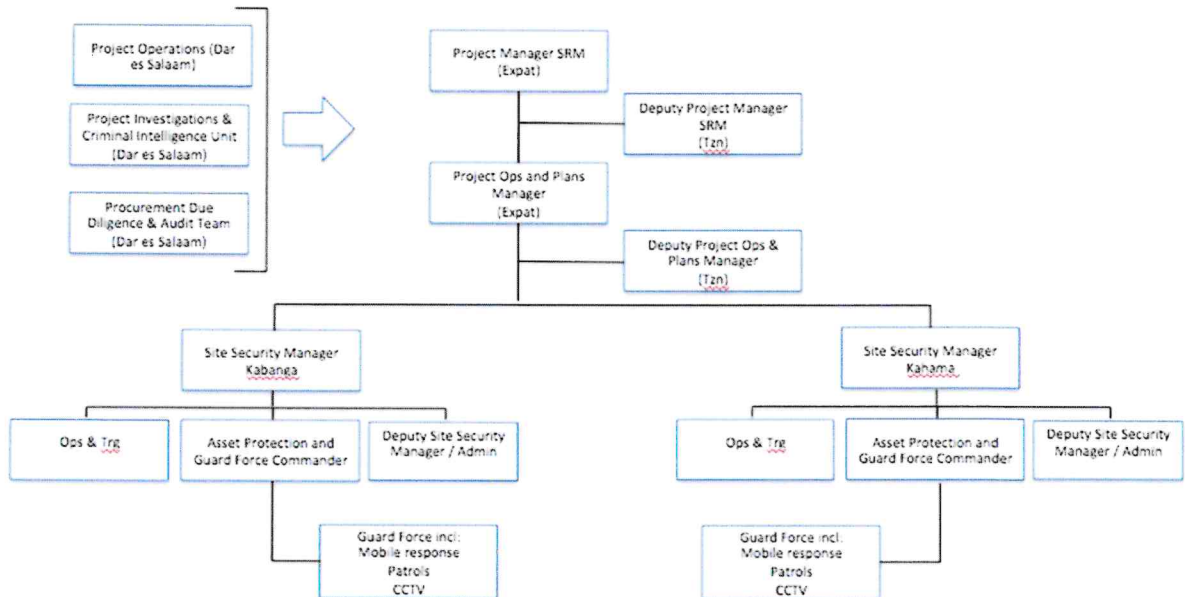 Project Operations (Dar
es Salaam)
Project Investigations &
Criminal Intelligence Unit
(Dar es Salaam)
Procurement Due
Diligence & Audit Team
(Dar es Salaam)
Project Manager SRM
(Expat)
Deputy Project Manager
SRM
(Tzn)
Project Ops and Plans
Manager
(Expat)
Deputy Project Ops &
Plans Manager
(Tzn)
Site Security Manager
Kabanga
Site Security Manager
Kahama
Ops & Trg
Asset Protection and
Guard Force Commander
Deputy Site Security
Manager / Admin
Ops & Trg
Asset Protection and
Guard Force Commander
Deputy Site Security
Manager / Admin
Guard Force incl:
Mobile response
Patrols
CCTV
Guard Force incl:
Mobile response
Patrols
CCTV